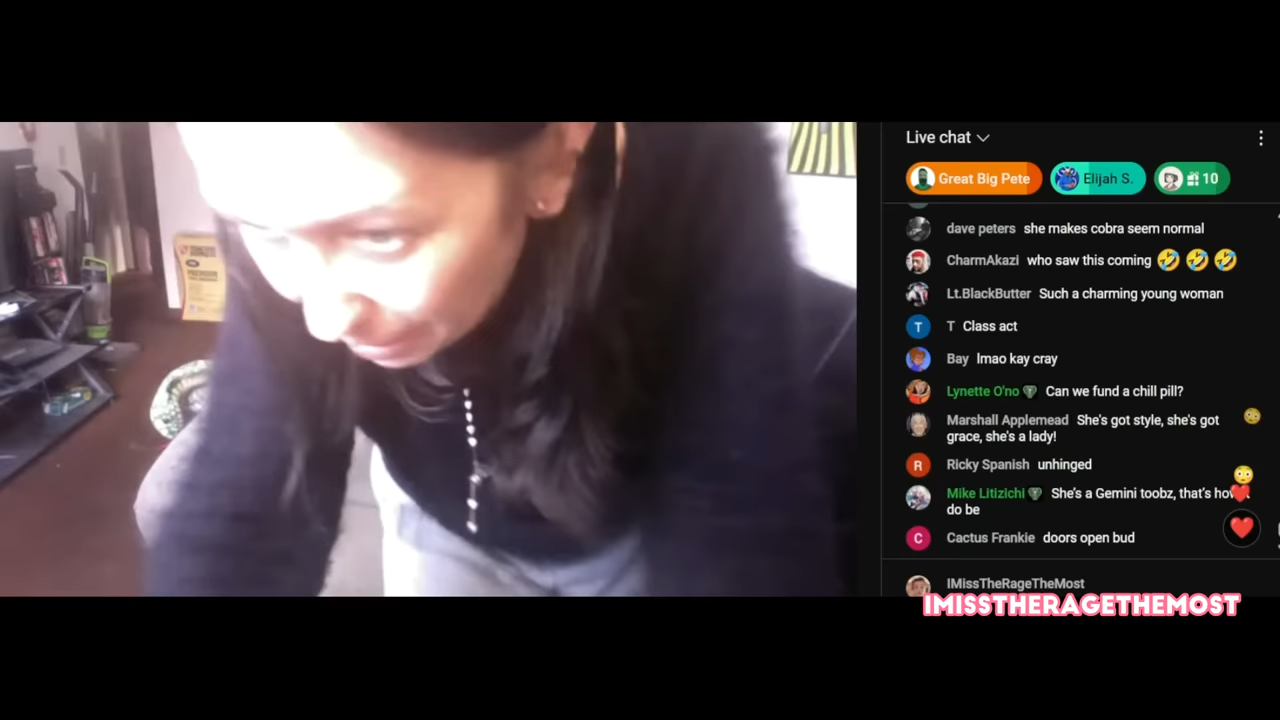 Live chat
Great Big Pete
Elijah S.
10
dave peters she makes cobra seem normal
CharmAkazi who saw this coming 🤣 🤣 🤣
Lt.BlackButter Such a charming young woman
T T Class act
Bay lmao kay cray
Lynette O'no Can we fund a chill pill?
Marshall Applemead She's got style, she's got
grace, she's a lady!
R Ricky Spanish unhinged
Mike Litizichi She's a Gemini toobz, that's
do be
C Cactus Frankie doors open bud
IMissTheRageTheMost
IMISSTHERAGETHEMOST
PREMIUM